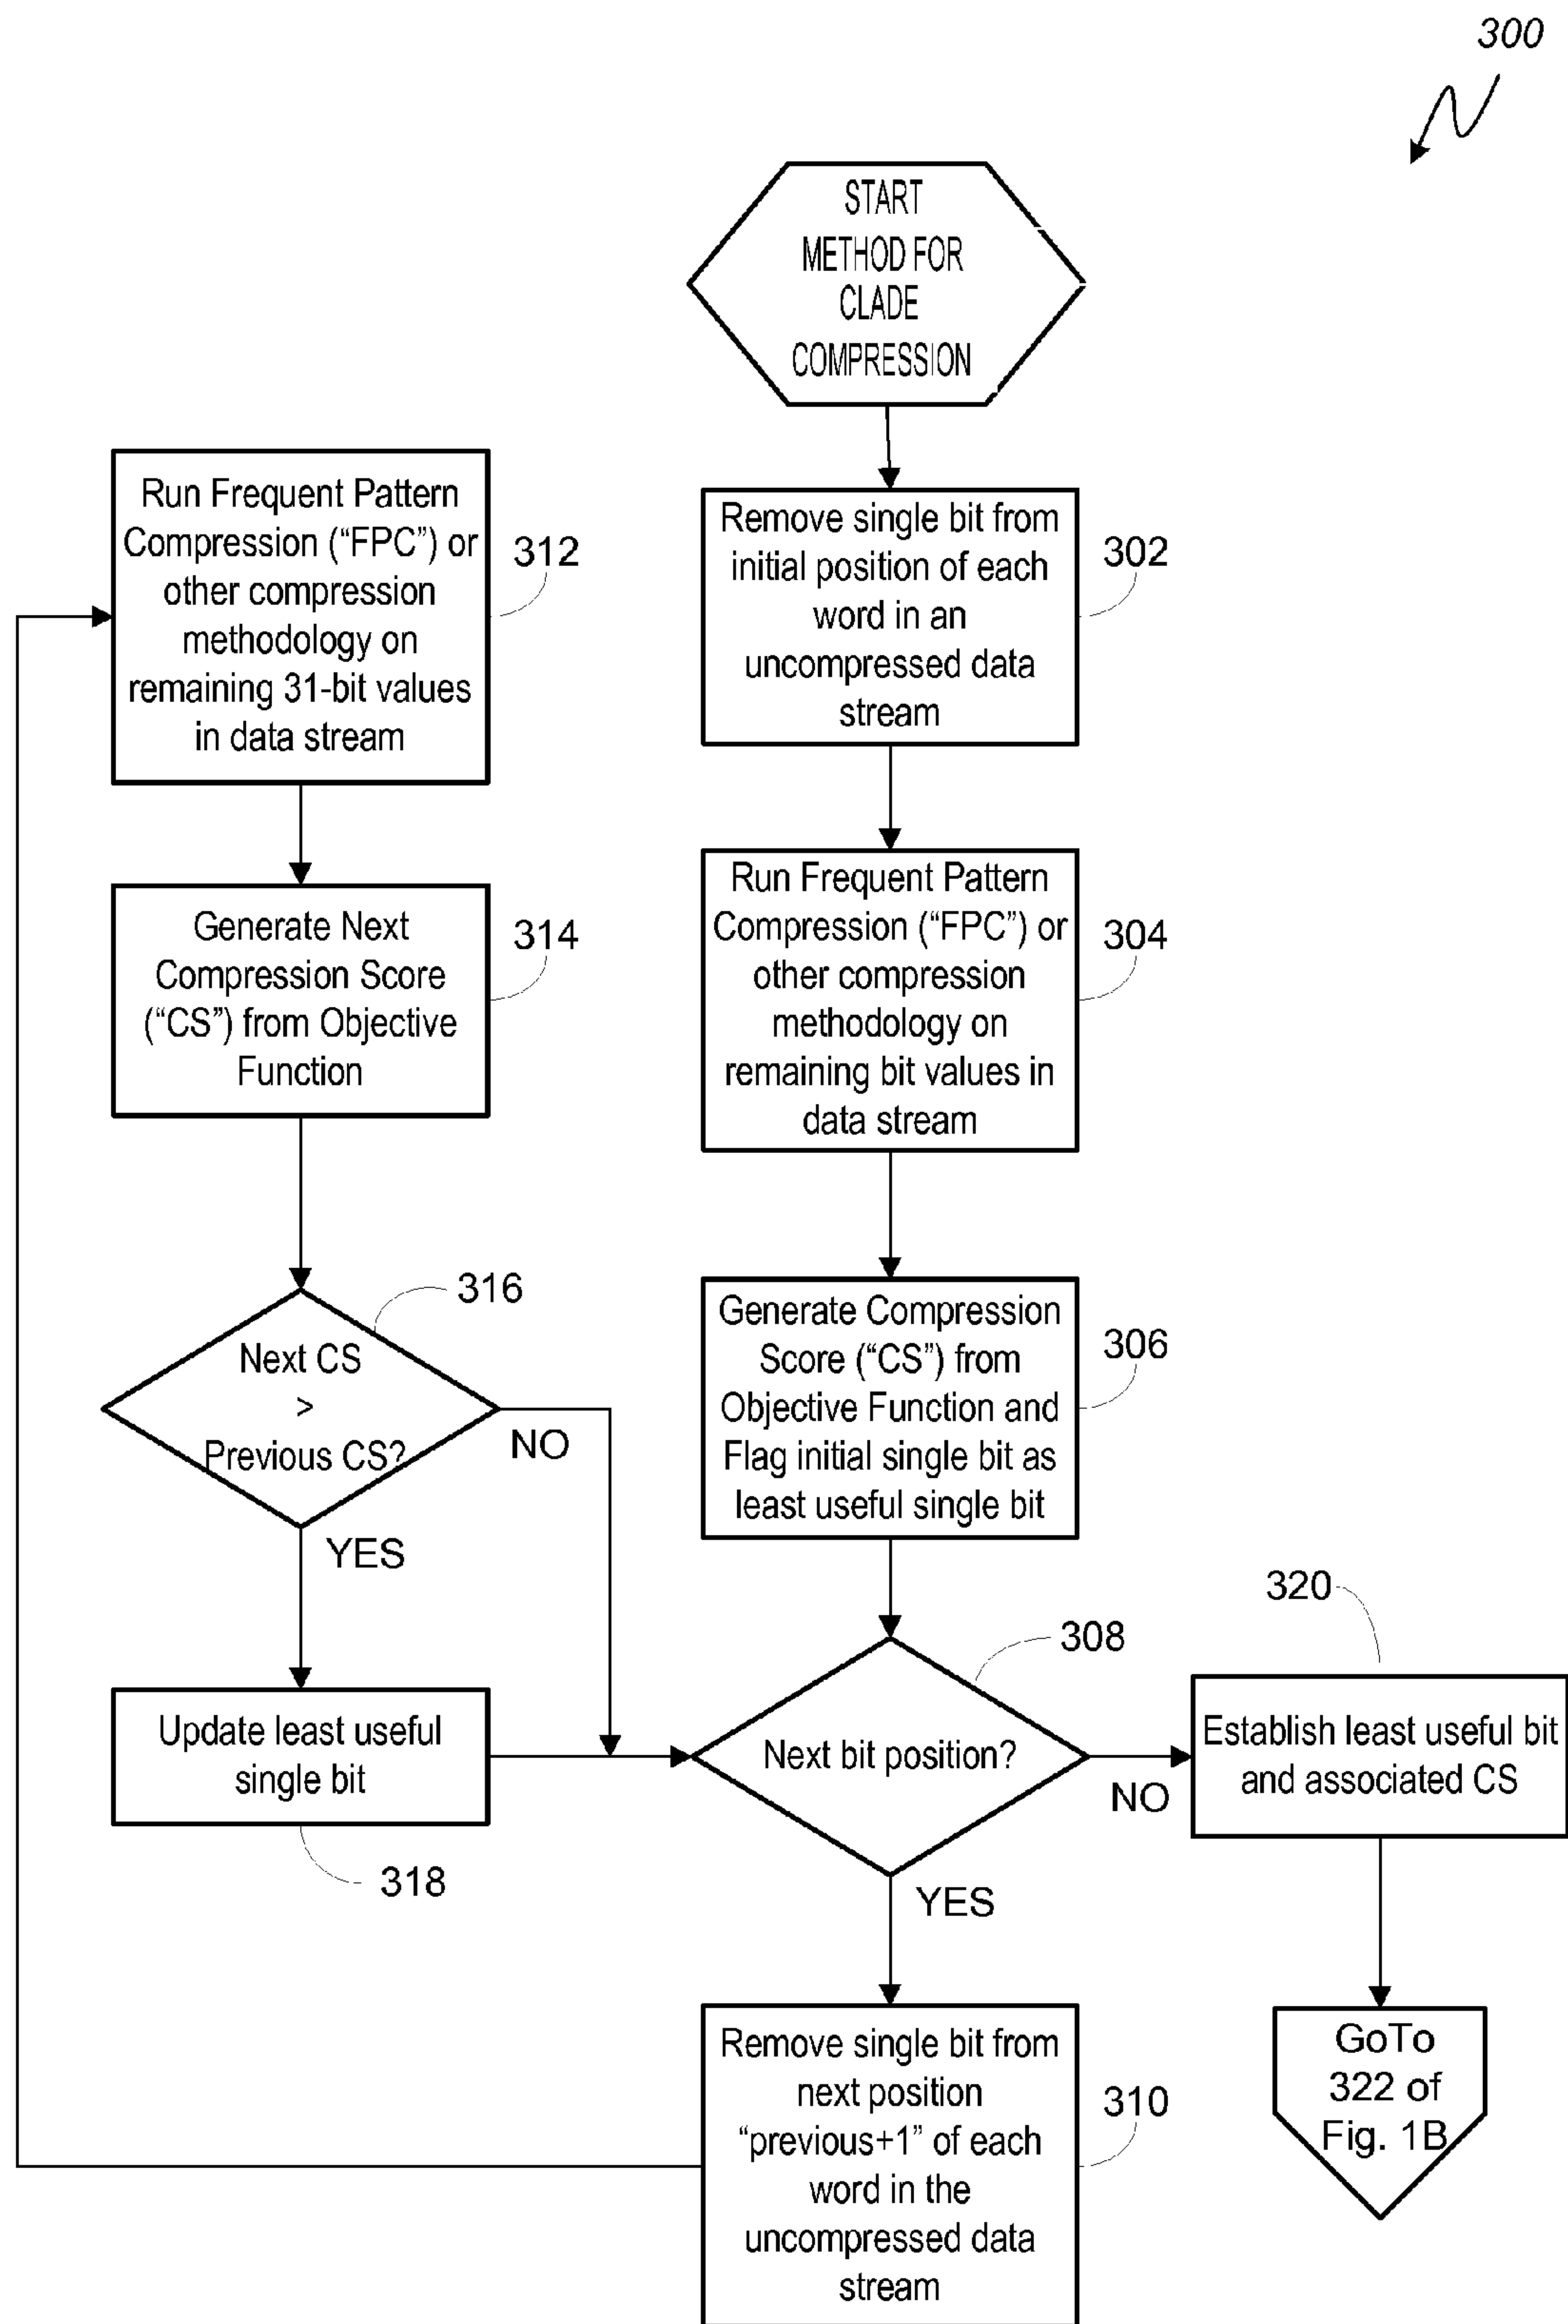 300
START
METHOD FOR
CLADE
COMPRESSION
Remove single bit from
initial position of each
word in an
uncompressed data
stream
302
Run Frequent Pattern
Compression (“FPC”) or
other compression
methodology on
remaining bit values in
data stream
304
Generate Compression
Score (“CS”) from
Objective Function and
Flag initial single bit as
least useful single bit
306
Next bit position?
308
NO
YES
Remove single bit from
next position
“previous+1” of each
word in the
uncompressed data
stream
310
Run Frequent Pattern
Compression (“FPC”) or
other compression
methodology on
remaining 31-bit values
in data stream
312
Generate Next
Compression Score
(“CS”) from Objective
Function
314
Next CS
>
Previous CS?
316
NO
YES
Update least useful
single bit
318
320
Establish least useful bit
and associated CS
GoTo
322 of
Fig. 1B